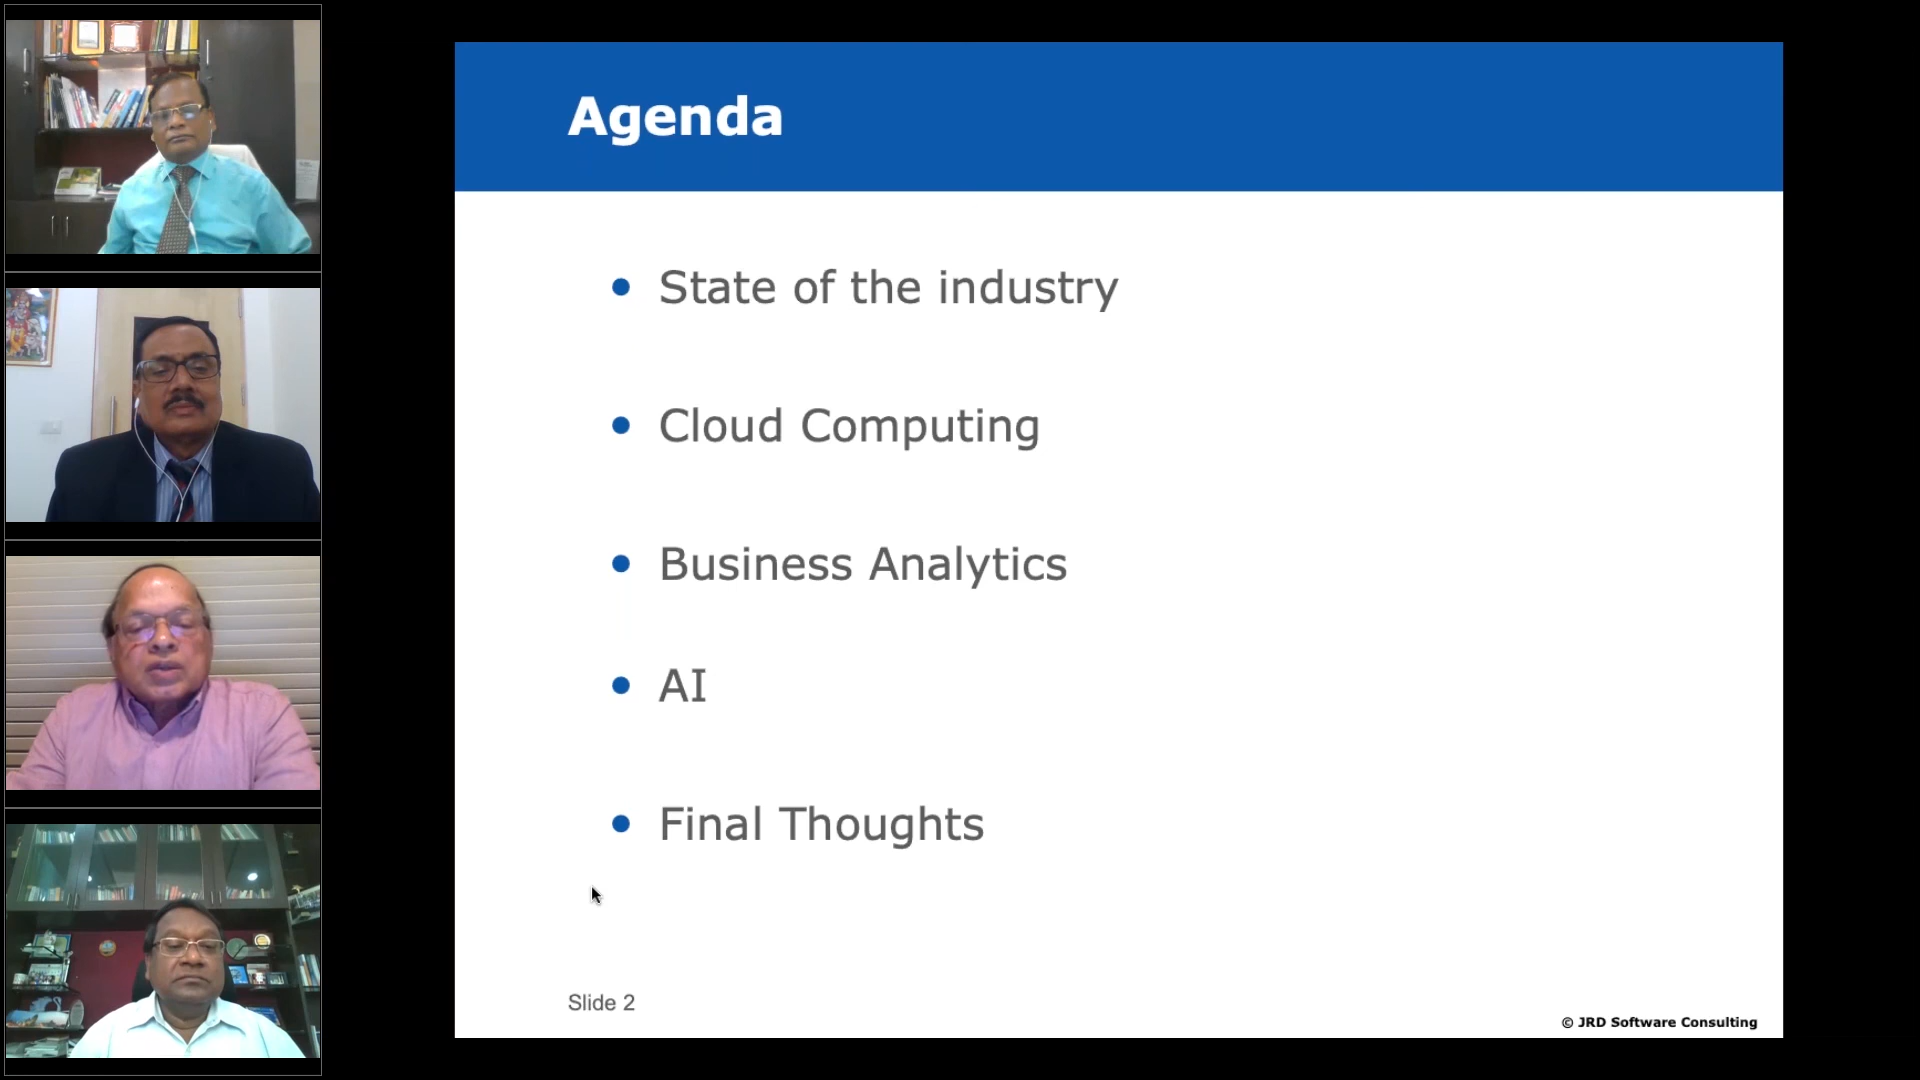 Agenda
State of the industry
Cloud Computing
Business Analytics
AI
Final Thoughts
Slide 2
© JRD Software Consulting